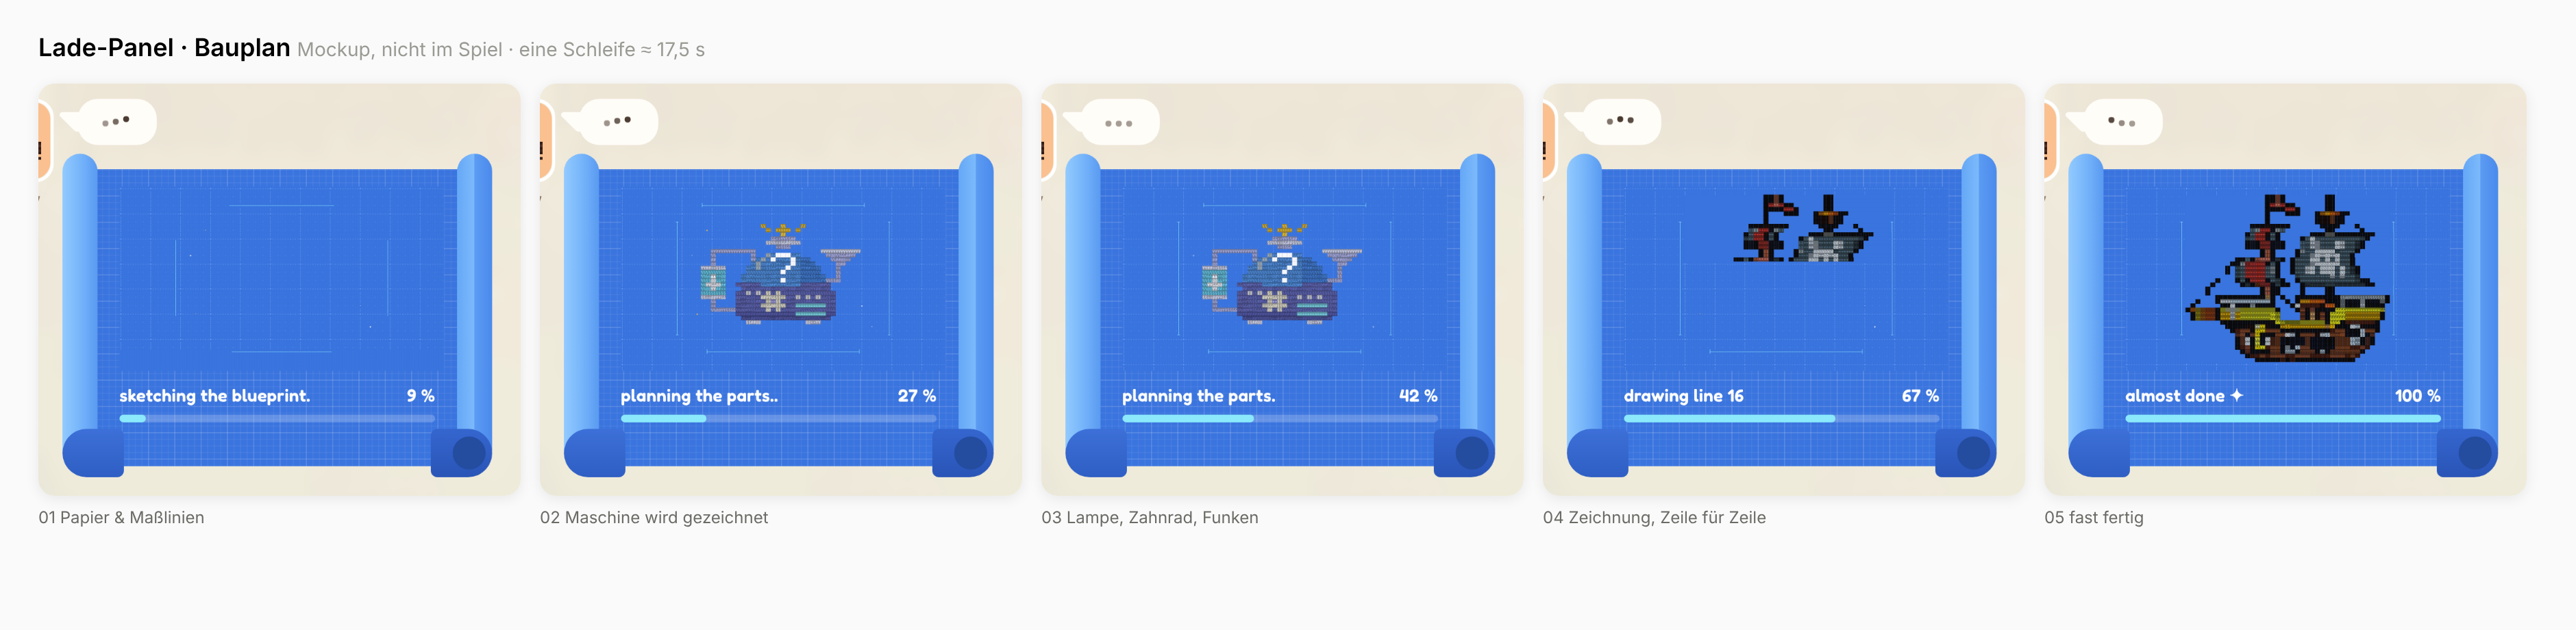 Lade-Panel · Bauplan Mockup, nicht im Spiel · eine Schleife ≈ 17,5 s
!
sketching the blueprint. 9 %
01 Papier & Maßlinien
!
?
planning the parts.. 27 %
02 Maschine wird gezeichnet
!
?
planning the parts. 42 %
03 Lampe, Zahnrad, Funken
!
drawing line 16 67 %
04 Zeichnung, Zeile für Zeile
!
almost done ✦ 100 %
05 fast fertig